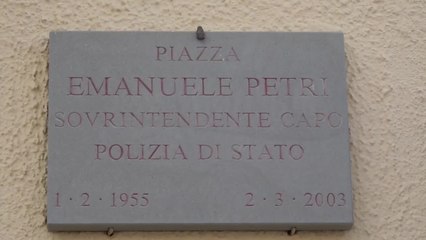 PIAZZA
EMANUELE PETRI
SOVRINTENDENTE CAPO
POLIZIA DI STATO
1 · 2 · 1955 2 · 3 · 2003